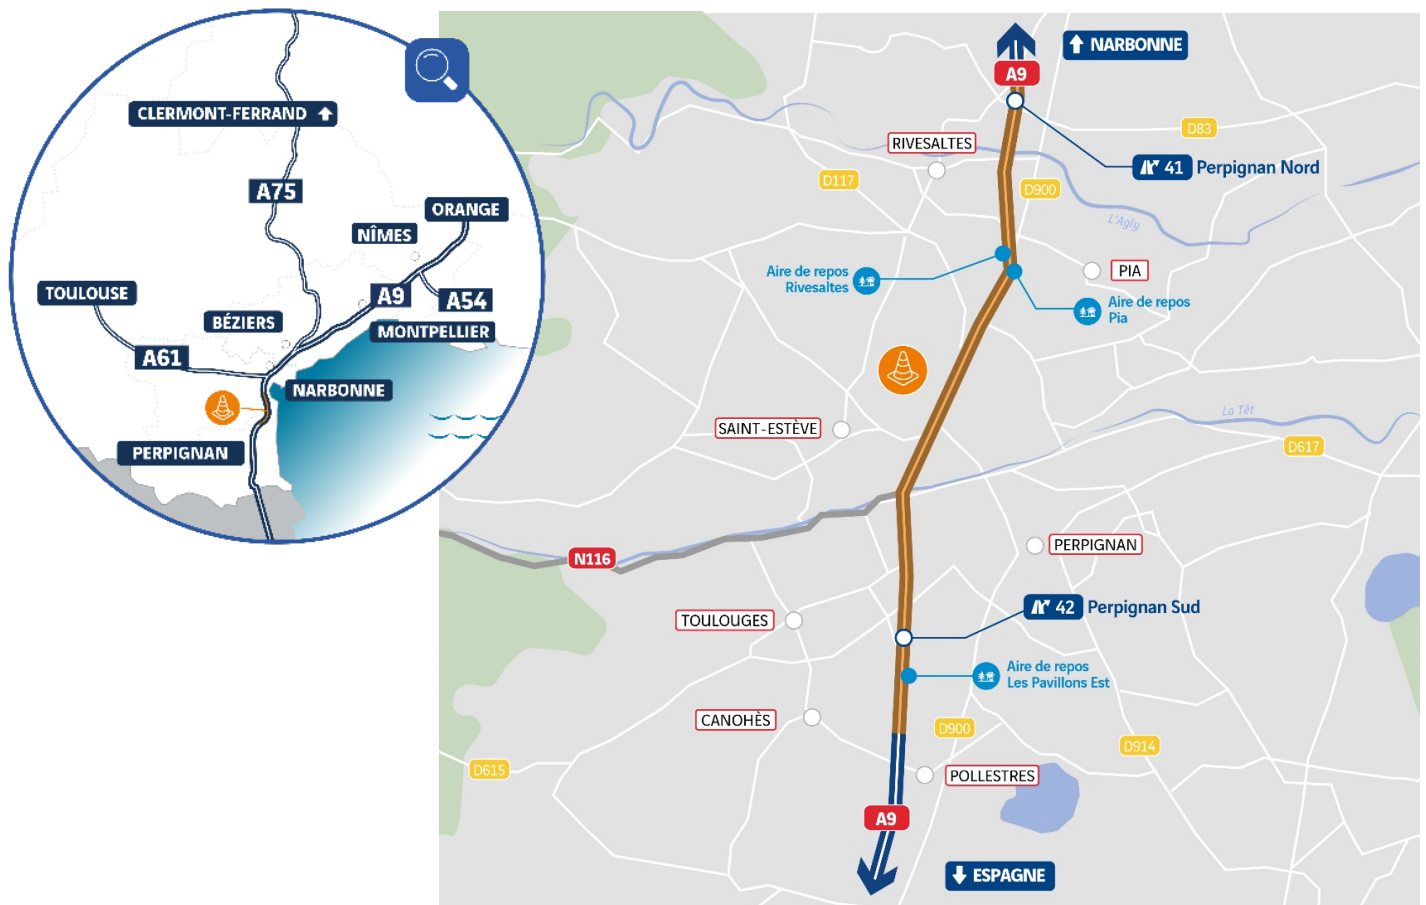 CLERMONT-FERRAND
A75
ORANGE
NÎMES
TOULOUSE
A9
A54
BÉZIERS
MONTPELLIER
A61
NARBONNE
PERPIGNAN
NARBONNE
A9
D83
RIVESALTES
41 Perpignan Nord
D117
D900
L'Agly
Aire de repos
Rivesaltes
PIA
Aire de repos
Pia
La Têt
SAINT-ESTÈVE
D617
PERPIGNAN
N116
42 Perpignan Sud
TOULOUGES
Aire de repos
Les Pavillons Est
CANOHÈS
D900
D914
D615
POLLESTRES
A9
ESPAGNE